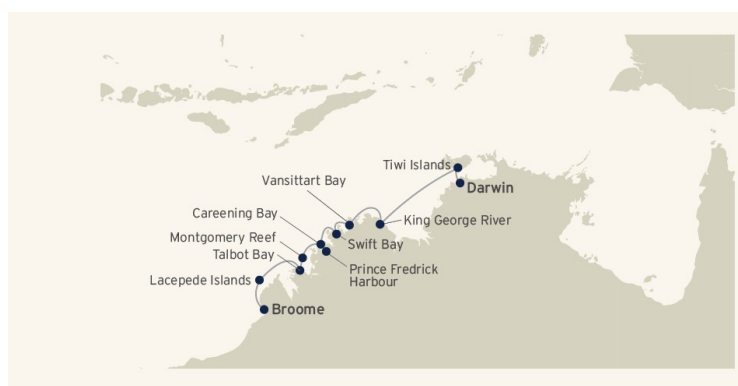 Tiwi Islands
Darwin
Vansittart Bay
Careening Bay
King George River
Montgomery Reef
Swift Bay
Talbot Bay
Prince Fredrick
Harbour
Lacepede Islands
Broome